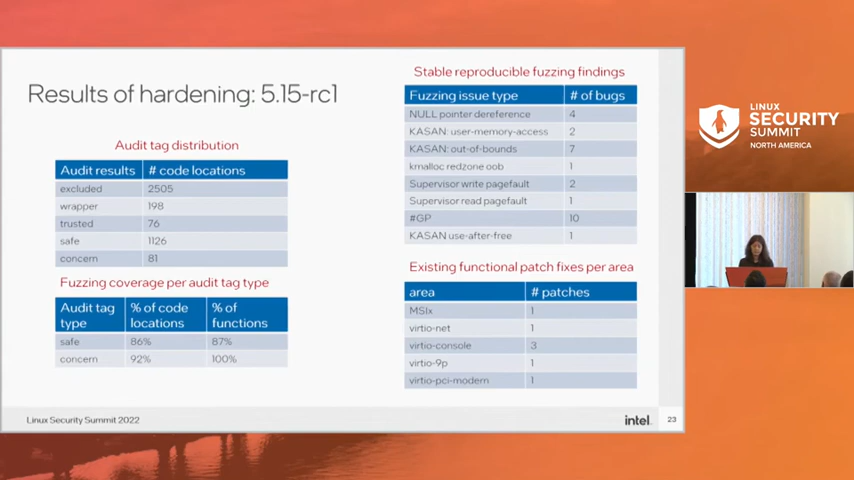 Results of hardening: 5.15-rc1
Audit tag distribution
Audit results # code locations
excluded 2505
wrapper 198
trusted 76
safe 1126
concern 81
Fuzzing coverage per audit tag type
Audit tag type % of code locations % of functions
safe 86% 87%
concern 92% 100%
Stable reproducible fuzzing findings
Fuzzing issue type # of bugs
NULL pointer dereference 4
KASAN: user-memory-access 2
KASAN: out-of-bounds 7
kmalloc redzone oob 1
Supervisor write pagefault 2
Supervisor read pagefault 1
#GP 10
KASAN use-after-free 1
Existing functional patch fixes per area
area # patches
MSIx 1
virtio-net 1
virtio-console 3
virtio-9p 1
virtio-pci-modern 1
Linux Security Summit 2022
intel.
23
LINUX
SECURITY
SUMMIT
NORTH AMERICA